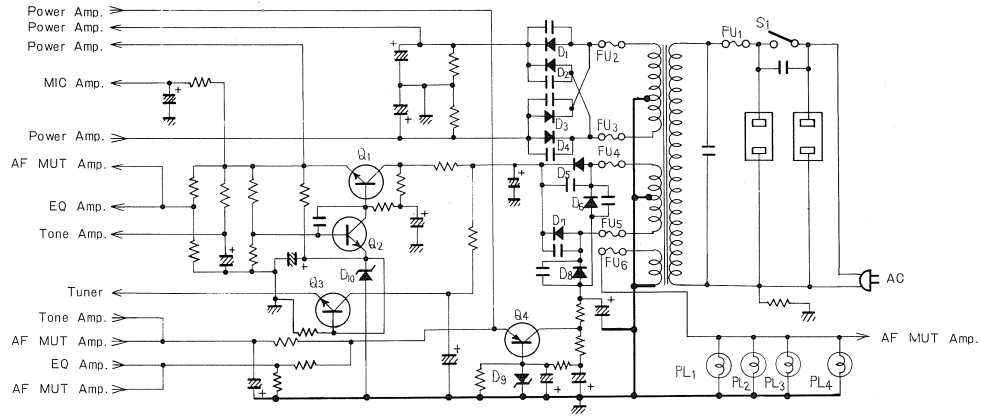 Power Amp.
Power Amp.
Power Amp.
MIC Amp.
Power Amp.
AF MUT Amp.
EQ Amp.
Tone Amp.
Tuner
Tone Amp.
AF MUT Amp.
EQ Amp.
AF MUT Amp.
Q1
Q2
Q3
Q4
D10
D9
D1
D2
D3
D4
D5
D6
D7
D8
FU2
FU3
FU4
FU5
FU6
FU1
S1
AC
AF MUT Amp.
PL1
PL2
PL3
PL4
+
+
+
+
+
+
+
+
+
+
+
+